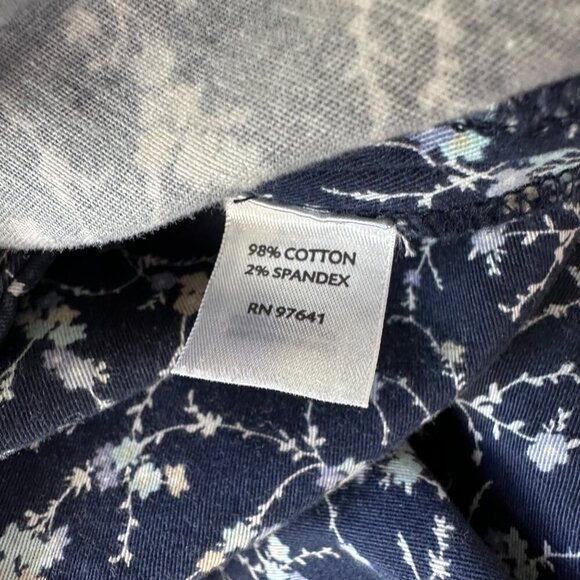 98% COTTON
2% SPANDEX
RN 97641